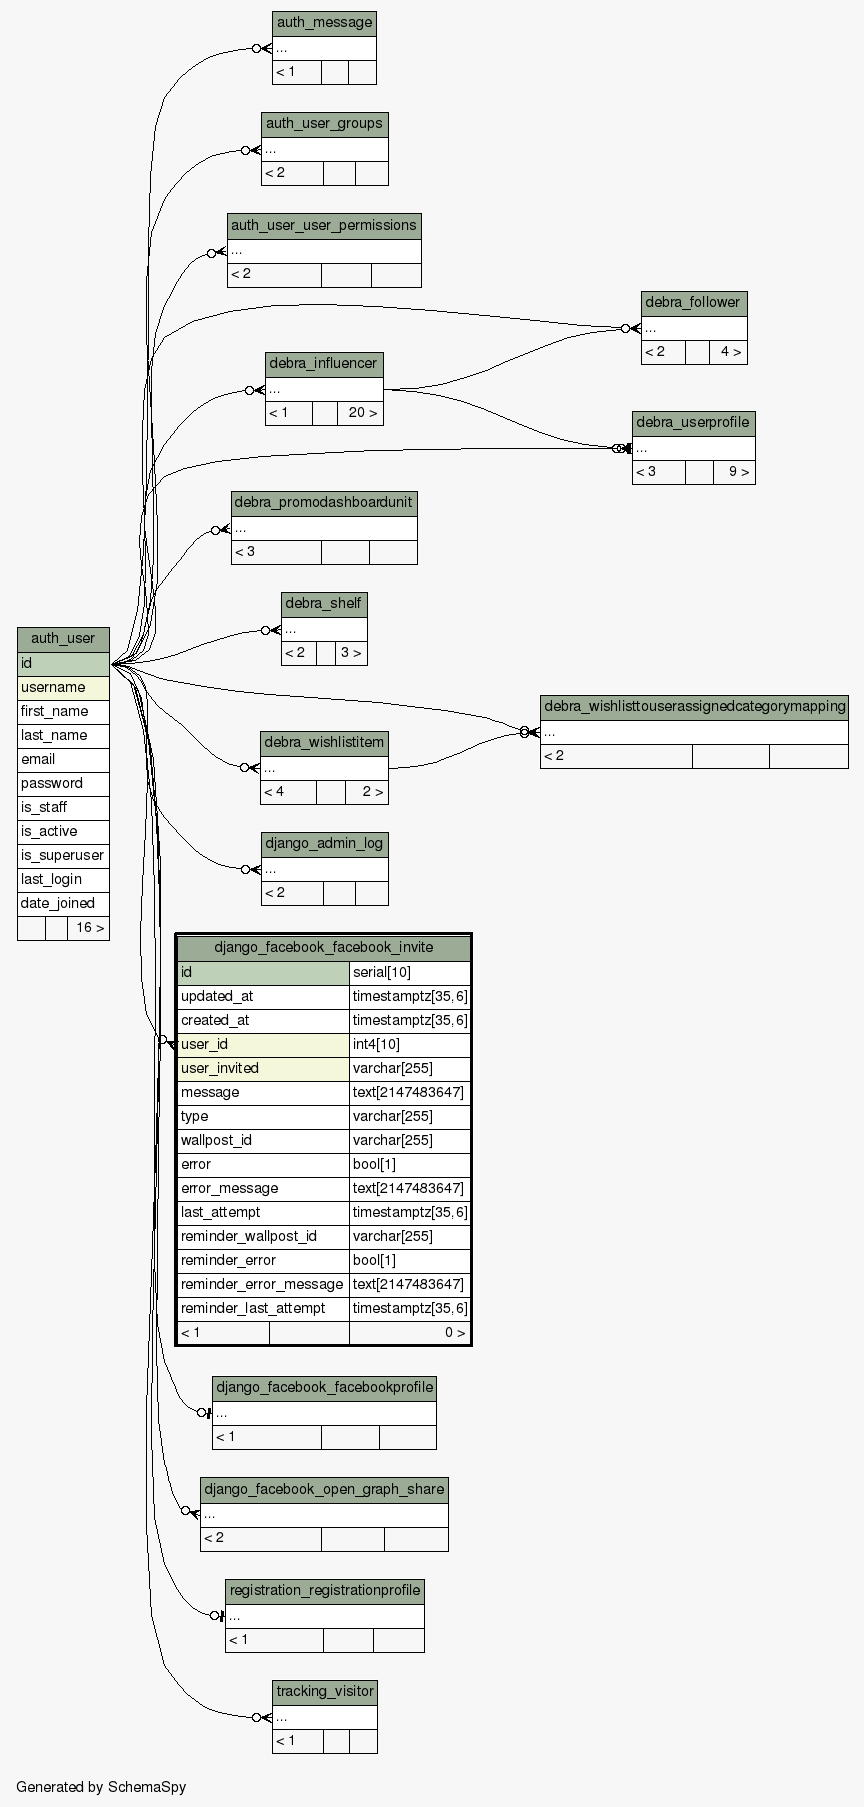 auth_message
...
< 1
auth_user_groups
...
< 2
auth_user_user_permissions
...
< 2
debra_follower
...
< 2 4 >
debra_influencer
...
< 1 20 >
debra_userprofile
...
< 3 9 >
debra_promodashboardunit
...
< 3
debra_shelf
...
< 2 3 >
auth_user
id
username
first_name
last_name
email
password
is_staff
is_active
is_superuser
last_login
date_joined
16 >
debra_wishlisttouserassignedcategorymapping
...
< 2
debra_wishlistitem
...
< 4 2 >
django_admin_log
...
< 2
django_facebook_facebook_invite
id serial[10]
updated_at timestamptz[35,6]
created_at timestamptz[35,6]
user_id int4[10]
user_invited varchar[255]
message text[2147483647]
type varchar[255]
wallpost_id varchar[255]
error bool[1]
error_message text[2147483647]
last_attempt timestamptz[35,6]
reminder_wallpost_id varchar[255]
reminder_error bool[1]
reminder_error_message text[2147483647]
reminder_last_attempt timestamptz[35,6]
< 1 0 >
django_facebook_facebookprofile
...
< 1
django_facebook_open_graph_share
...
< 2
registration_registrationprofile
...
< 1
tracking_visitor
...
< 1
Generated by SchemaSpy